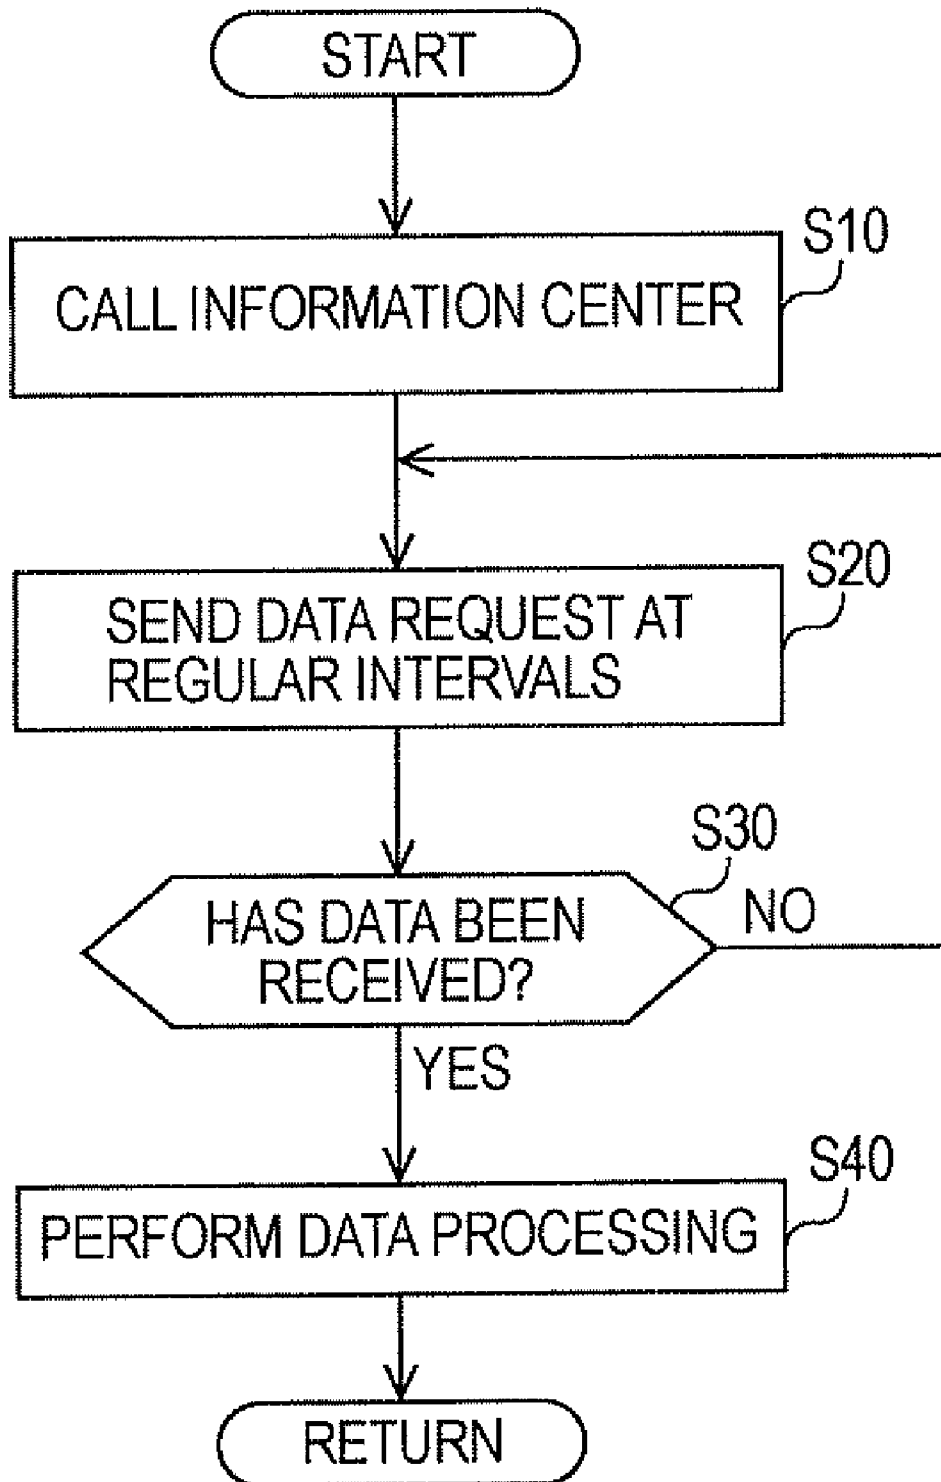 START
S10
CALL INFORMATION CENTER
S20
SEND DATA REQUEST AT
REGULAR INTERVALS
S30
HAS DATA BEEN
RECEIVED?
NO
YES
S40
PERFORM DATA PROCESSING
RETURN